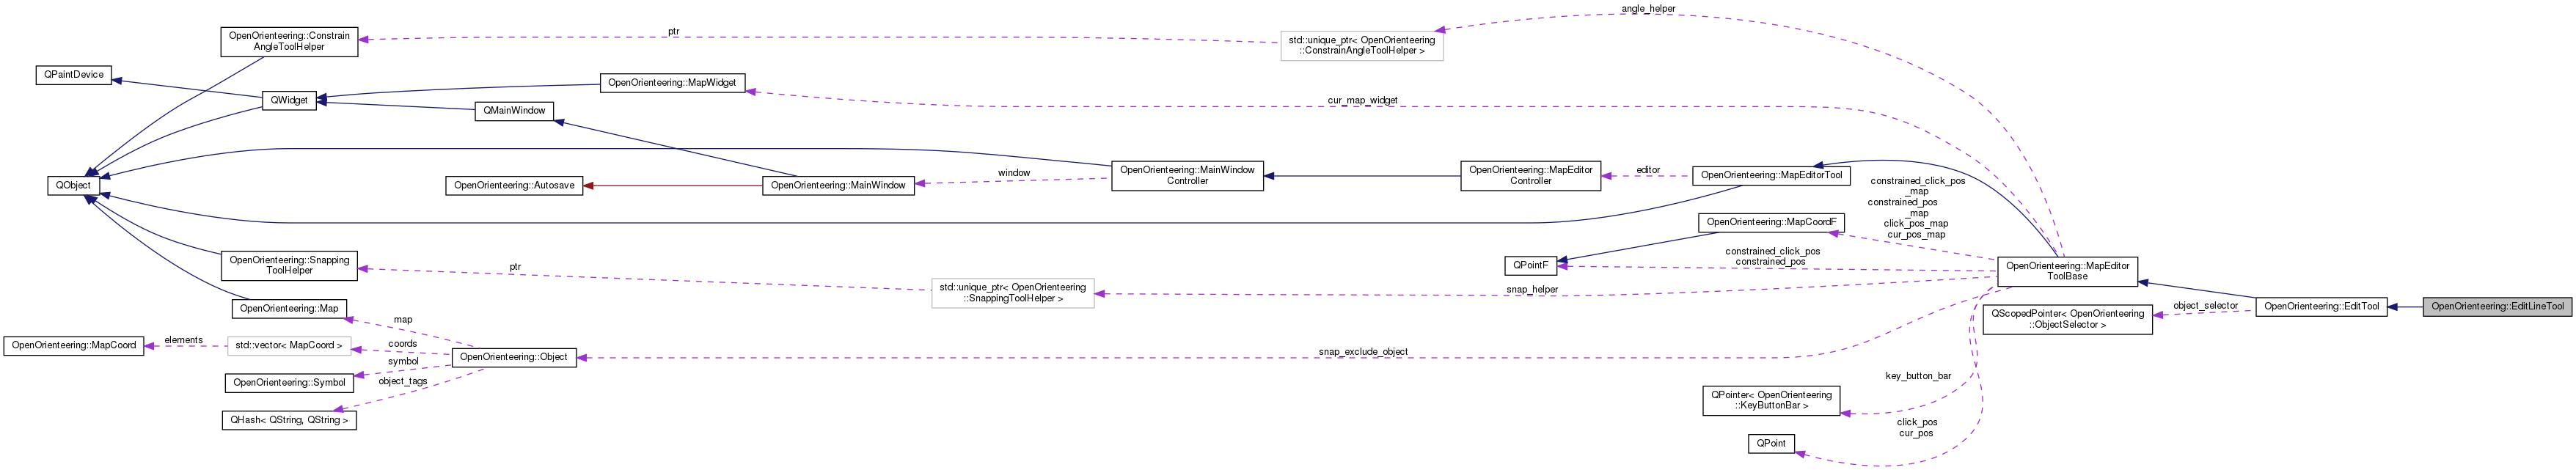 angle_helper
OpenOrienteering::Constrain
AngleToolHelper
ptr
std::unique_ptr< OpenOrienteering
::ConstrainAngleToolHelper >
QPaintDevice
OpenOrienteering::MapWidget
QWidget
cur_map_widget
QMainWindow
QObject
OpenOrienteering::Autosave
OpenOrienteering::MainWindow
window
OpenOrienteering::MainWindow
Controller
OpenOrienteering::MapEditor
Controller
editor
OpenOrienteering::MapEditorTool
constrained_click_pos
_map
constrained_pos
_map
click_pos_map
cur_pos_map
OpenOrienteering::MapCoordF
QPointF
constrained_click_pos
constrained_pos
OpenOrienteering::MapEditor
ToolBase
OpenOrienteering::Snapping
ToolHelper
ptr
std::unique_ptr< OpenOrienteering
::SnappingToolHelper >
snap_helper
OpenOrienteering::Map
map
QScopedPointer< OpenOrienteering
::ObjectSelector >
object_selector
OpenOrienteering::EditTool
OpenOrienteering::EditLineTool
OpenOrienteering::MapCoord
elements
std::vector< MapCoord >
coords
OpenOrienteering::Object
snap_exclude_object
symbol
OpenOrienteering::Symbol
object_tags
QHash< QString, QString >
key_button_bar
QPointer< OpenOrienteering
::KeyButtonBar >
click_pos
cur_pos
QPoint